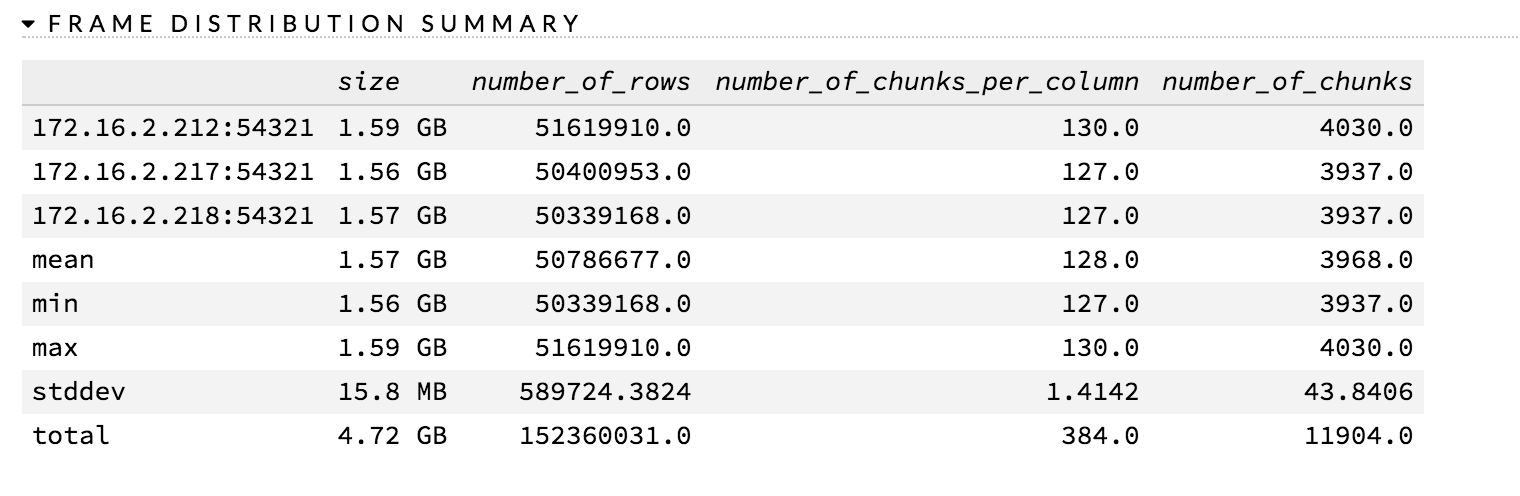 FRAME DISTRIBUTION SUMMARY
size number_of_rows number_of_chunks_per_column number_of_chunks
172.16.2.212:54321 1.59 GB 51619910.0 130.0 4030.0
172.16.2.217:54321 1.56 GB 50400953.0 127.0 3937.0
172.16.2.218:54321 1.57 GB 50339168.0 127.0 3937.0
mean 1.57 GB 50786677.0 128.0 3968.0
min 1.56 GB 50339168.0 127.0 3937.0
max 1.59 GB 51619910.0 130.0 4030.0
stddev 15.8 MB 589724.3824 1.4142 43.8406
total 4.72 GB 152360031.0 384.0 11904.0